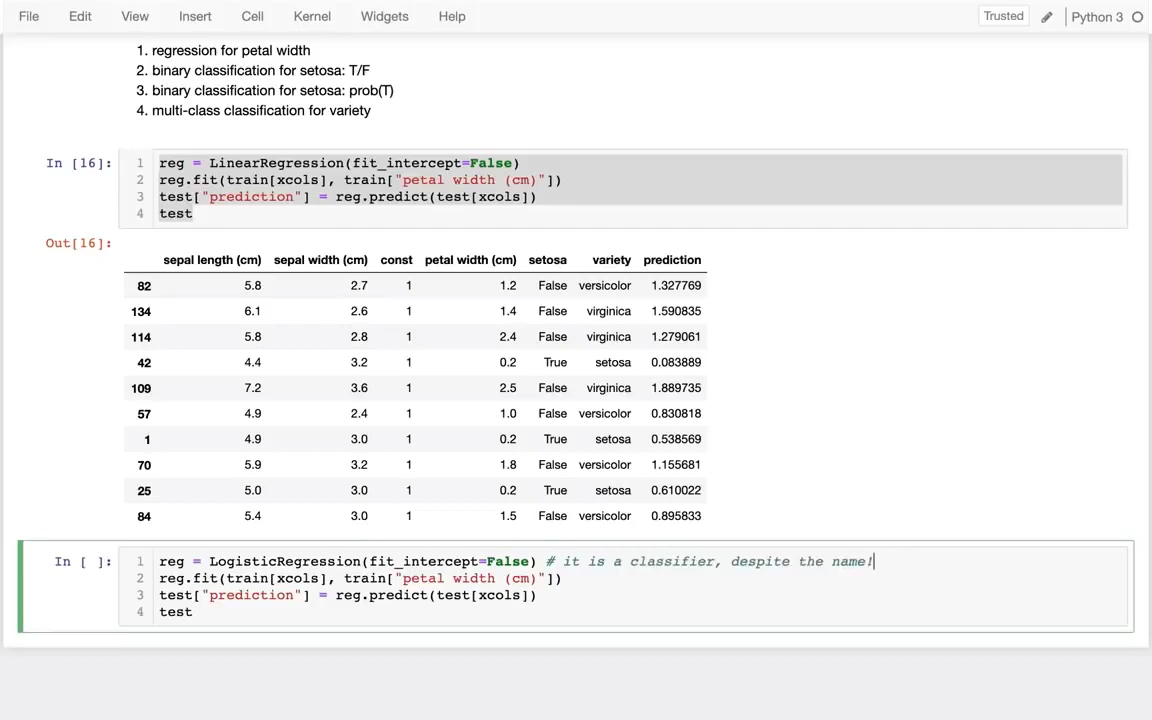 File Edit View Insert Cell Kernel Widgets Help Trusted Python 3
1. regression for petal width
2. binary classification for setosa: T/F
3. binary classification for setosa: prob(T)
4. multi-class classification for variety
In [16]: 1 reg = LinearRegression(fit_intercept=False)
2 reg.fit(train[xcols], train["petal width (cm)"])
3 test["prediction"] = reg.predict(test[xcols])
4 test
Out[16]:
sepal length (cm) sepal width (cm) const petal width (cm) setosa variety prediction
82 5.8 2.7 1 1.2 False versicolor 1.327769
134 6.1 2.6 1 1.4 False virginica 1.590835
114 5.8 2.8 1 2.4 False virginica 1.279061
42 4.4 3.2 1 0.2 True setosa 0.083889
109 7.2 3.6 1 2.5 False virginica 1.889735
57 4.9 2.4 1 1.0 False versicolor 0.830818
1 4.9 3.0 1 0.2 True setosa 0.538569
70 5.9 3.2 1 1.8 False versicolor 1.155681
25 5.0 3.0 1 0.2 True setosa 0.610022
84 5.4 3.0 1 1.5 False versicolor 0.895833
In [ ]: 1 reg = LogisticRegression(fit_intercept=False) # it is a classifier, despite the name!
2 reg.fit(train[xcols], train["petal width (cm)"])
3 test["prediction"] = reg.predict(test[xcols])
4 test